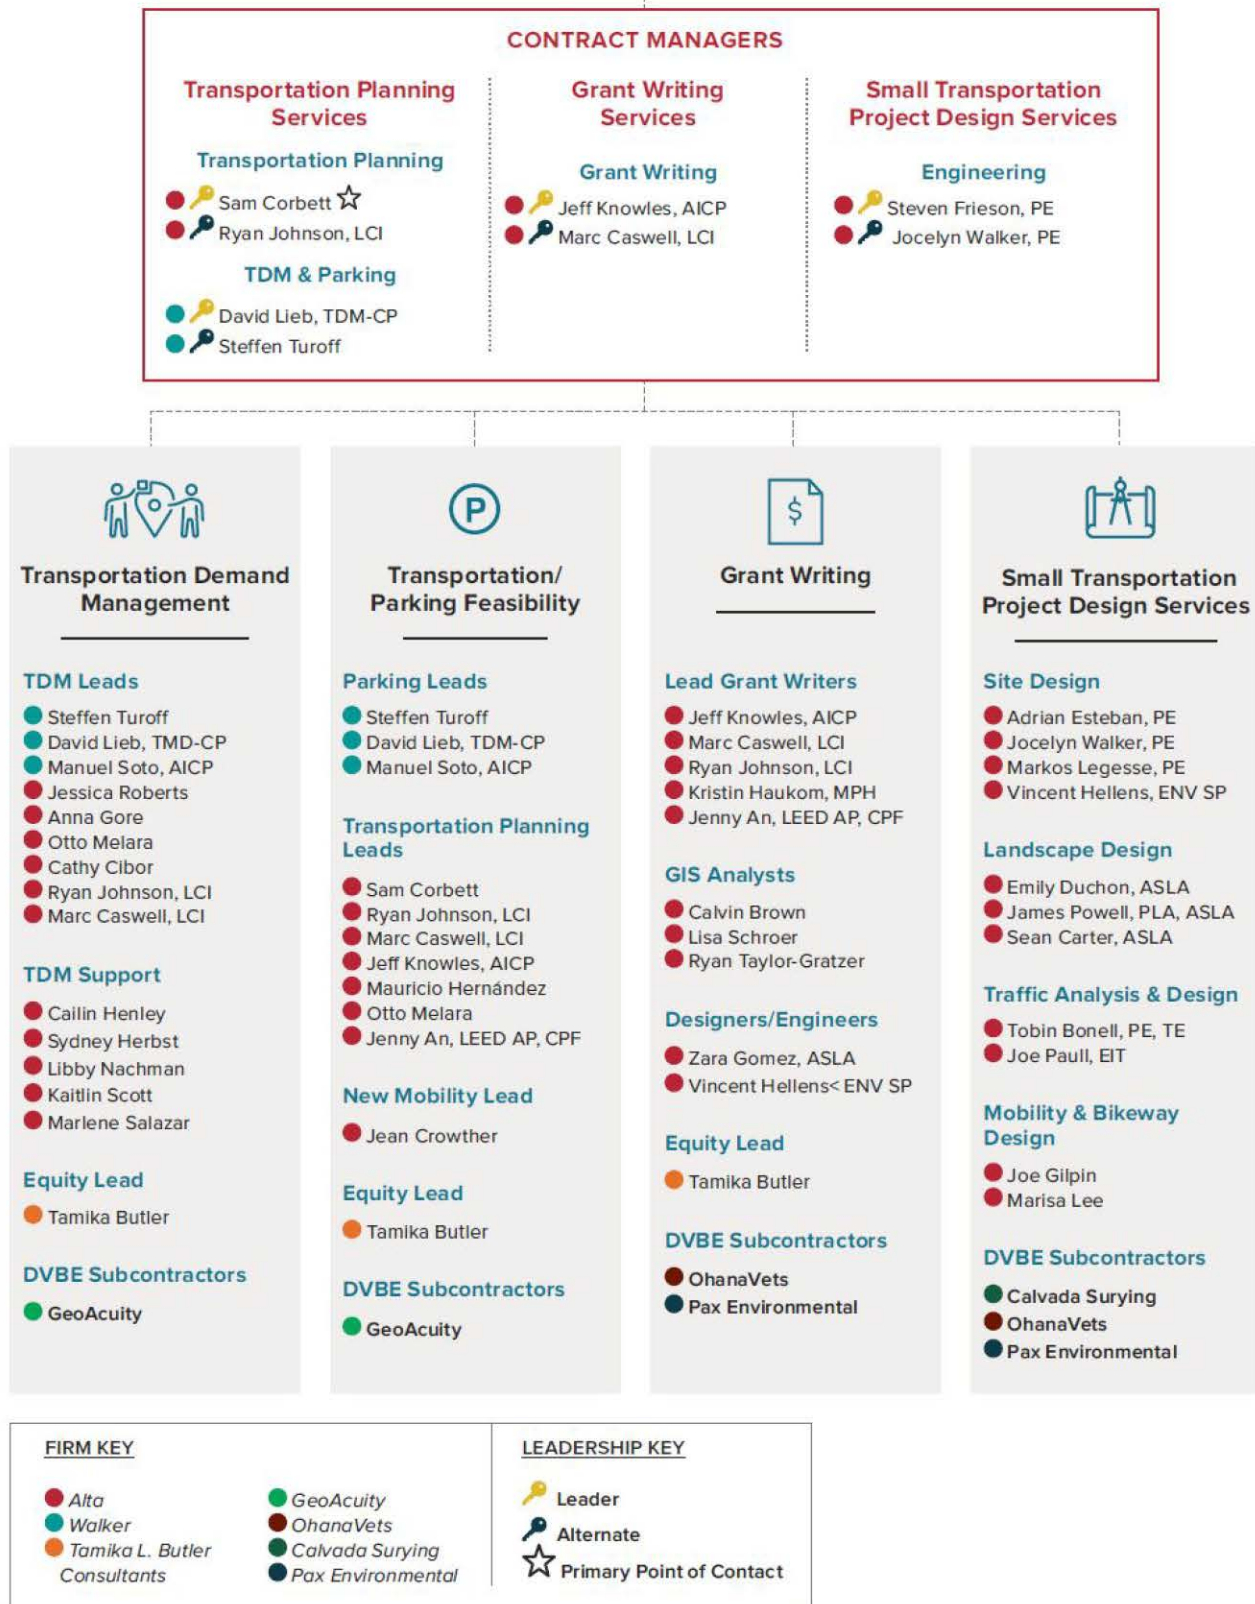 CONTRACT MANAGERS
Transportation Planning
Services
Transportation Planning
Sam Corbett
Ryan Johnson, LCI
TDM & Parking
David Lieb, TDM-CP
Steffen Turoff
Grant Writing
Services
Grant Writing
Jeff Knowles, AICP
Marc Caswell, LCI
Small Transportation
Project Design Services
Engineering
Steven Frieson, PE
Jocelyn Walker, PE
Transportation Demand
Management
TDM Leads
Steffen Turoff
David Lieb, TMD-CP
Manuel Soto, AICP
Jessica Roberts
Anna Gore
Otto Melara
Cathy Cibor
Ryan Johnson, LCI
Marc Caswell, LCI
TDM Support
Cailin Henley
Sydney Herbst
Libby Nachman
Kaitlin Scott
Marlene Salazar
Equity Lead
Tamika Butler
DVBE Subcontractors
GeoAcuity
P
Transportation/
Parking Feasibility
Parking Leads
Steffen Turoff
David Lieb, TDM-CP
Manuel Soto, AICP
Transportation Planning
Leads
Sam Corbett
Ryan Johnson, LCI
Marc Caswell, LCI
Jeff Knowles, AICP
Mauricio Hernández
Otto Melara
Jenny An, LEED AP, CPF
New Mobility Lead
Jean Crowther
Equity Lead
Tamika Butler
DVBE Subcontractors
GeoAcuity
$
Grant Writing
Lead Grant Writers
Jeff Knowles, AICP
Marc Caswell, LCI
Ryan Johnson, LCI
Kristin Haukom, MPH
Jenny An, LEED AP, CPF
GIS Analysts
Calvin Brown
Lisa Schroer
Ryan Taylor-Gratzer
Designers/Engineers
Zara Gomez, ASLA
Vincent Hellens< ENV SP
Equity Lead
Tamika Butler
DVBE Subcontractors
OhanaVets
Pax Environmental
Small Transportation
Project Design Services
Site Design
Adrian Esteban, PE
Jocelyn Walker, PE
Markos Legesse, PE
Vincent Hellens, ENV SP
Landscape Design
Emily Duchon, ASLA
James Powell, PLA, ASLA
Sean Carter, ASLA
Traffic Analysis & Design
Tobin Bonell, PE, TE
Joe Paull, EIT
Mobility & Bikeway
Design
Joe Gilpin
Marisa Lee
DVBE Subcontractors
Calvada Surying
OhanaVets
Pax Environmental
FIRM KEY
Alta
Walker
Tamika L. Butler
Consultants
GeoAcuity
OhanaVets
Calvada Surying
Pax Environmental
LEADERSHIP KEY
Leader
Alternate
Primary Point of Contact